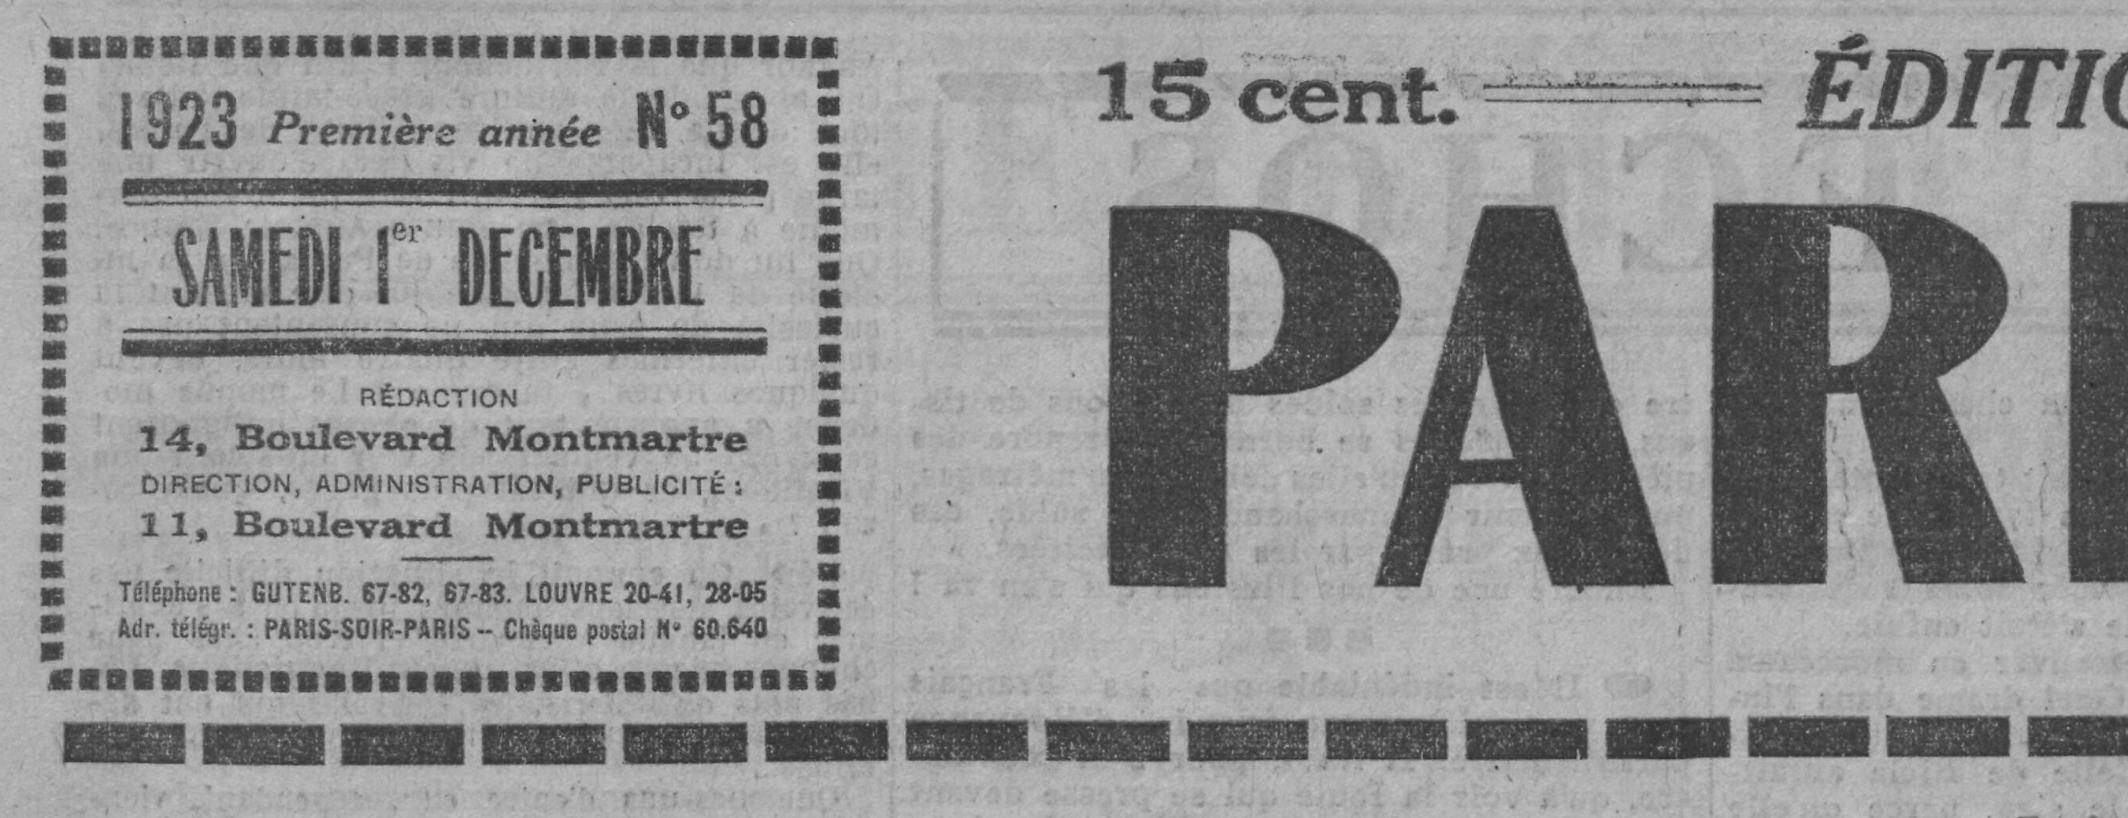 1923 Première année N° 58
SAMEDI 1er DECEMBRE
RÉDACTION
14, Boulevard Montmartre
DIRECTION, ADMINISTRATION, PUBLICITÉ :
11, Boulevard Montmartre
Téléphone : GUTENB. 67-82, 67-83. LOUVRE 20-41, 28-05
Adr. télégr. : PARIS-SOIR-PARIS -- Chèque postal N° 60.640
15 cent. ÉDITIO
PARI